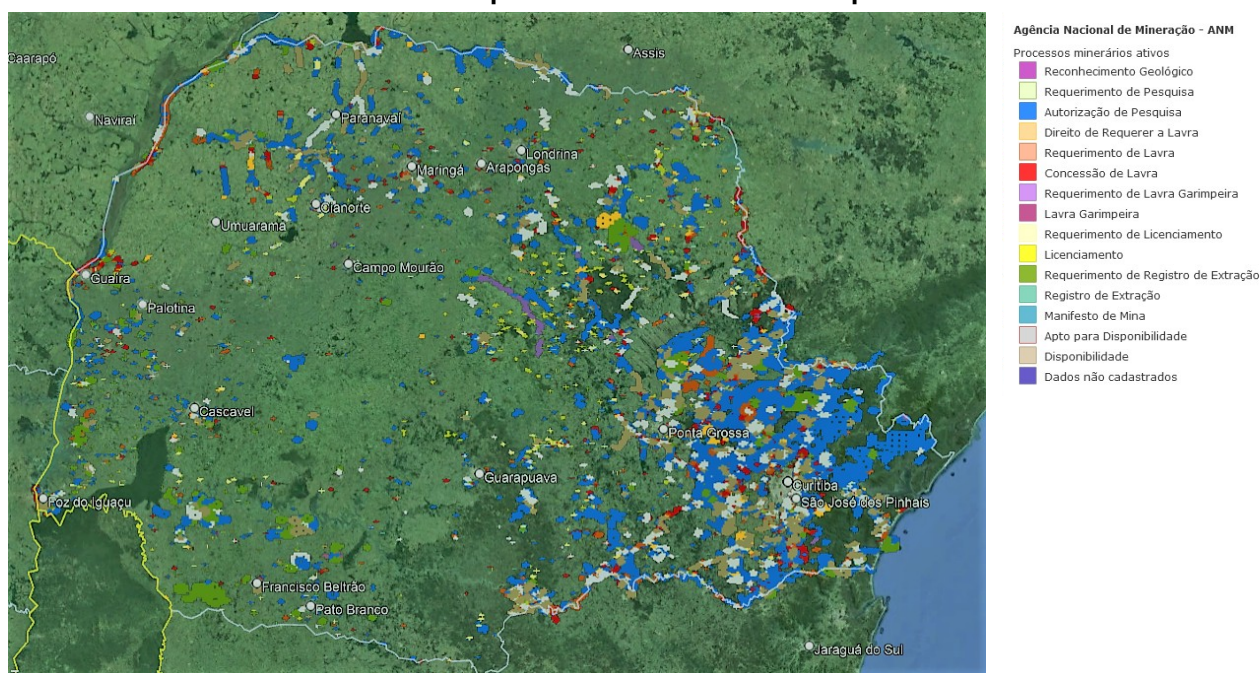 Assis
Caarapó
Naviraí
Paranavaí
Londrina
Maringá
Arapongas
Cianorte
Umuarama
Campo Mourão
Guaíra
Palotina
Cascavel
Ponta Grossa
Guarapuava
Curitiba
Foz do Iguaçu
São José dos Pinhais
Francisco Beltrão
Pato Branco
Jaraguá do Sul
Agência Nacional de Mineração - ANM
Processos minerários ativos
Reconhecimento Geológico
Requerimento de Pesquisa
Autorização de Pesquisa
Direito de Requerer a Lavra
Requerimento de Lavra
Concessão de Lavra
Requerimento de Lavra Garimpeira
Lavra Garimpeira
Requerimento de Licenciamento
Licenciamento
Requerimento de Registro de Extração
Registro de Extração
Manifesto de Mina
Apto para Disponibilidade
Disponibilidade
Dados não cadastrados